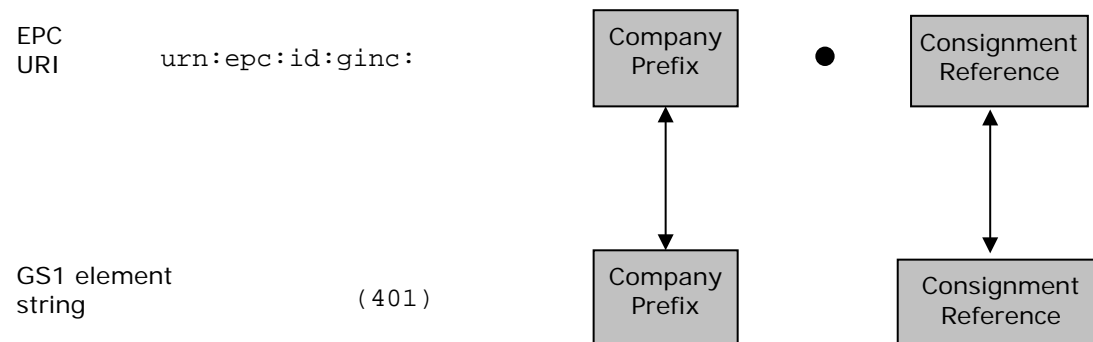 EPC
URI
urn:epc:id:ginc:
Company
Prefix
●
Consignment
Reference
GS1 element
string
(401)
Company
Prefix
Consignment
Reference